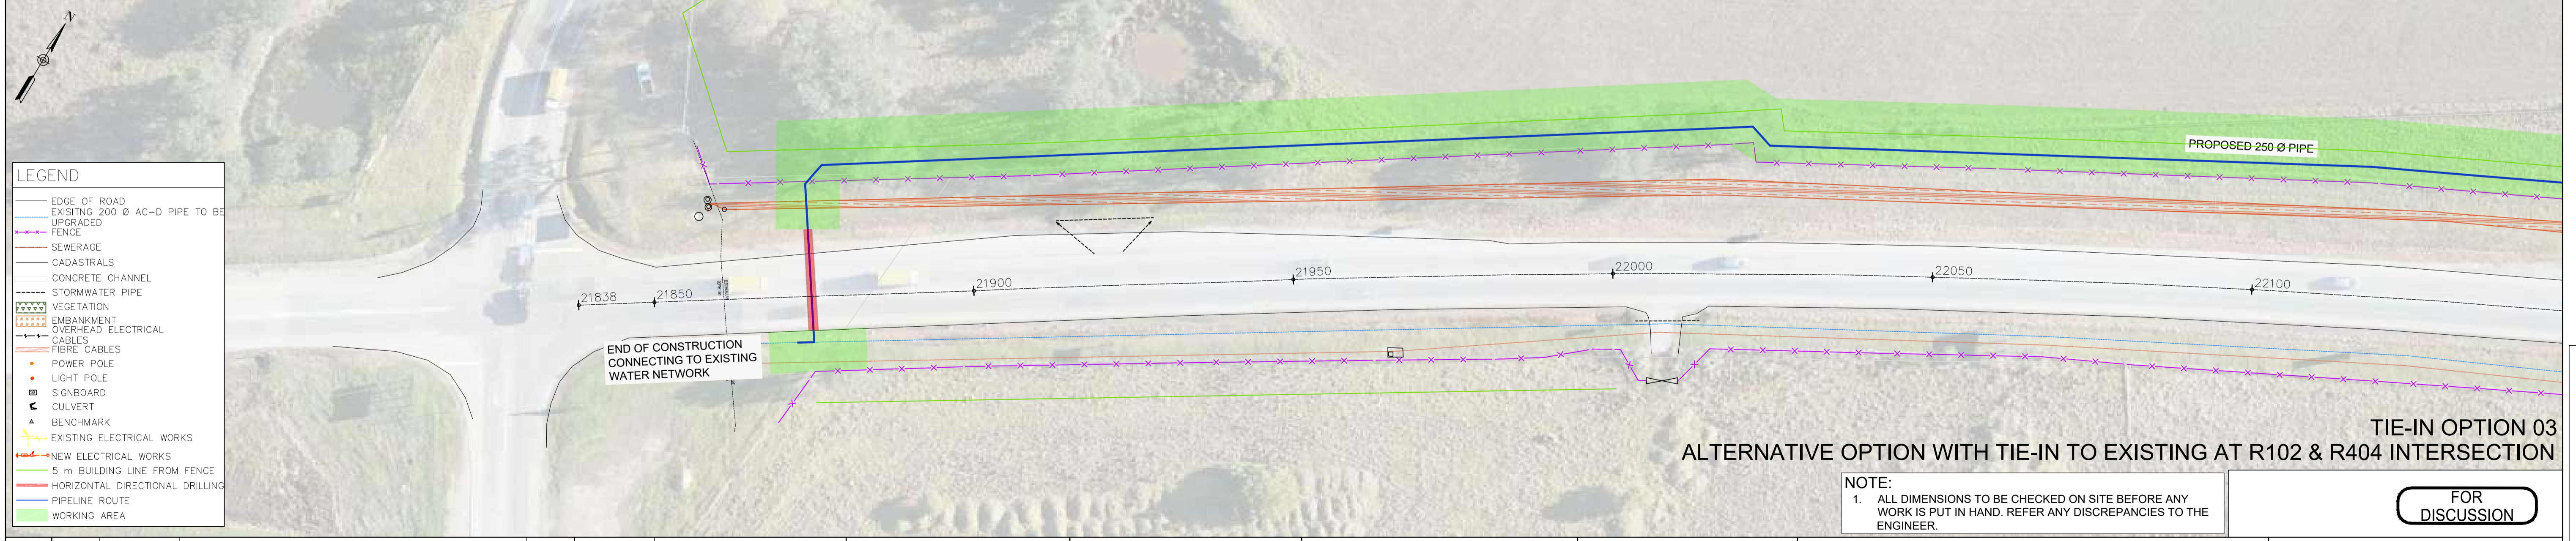 N
LEGEND
EDGE OF ROAD
EXISITNG 200 Ø AC-D PIPE TO BE
UPGRADED
FENCE
SEWERAGE
CADASTRALS
CONCRETE CHANNEL
STORMWATER PIPE
VEGETATION
EMBANKMENT
OVERHEAD ELECTRICAL
CABLES
FIBRE CABLES
POWER POLE
LIGHT POLE
SIGNBOARD
CULVERT
BENCHMARK
EXISTING ELECTRICAL WORKS
NEW ELECTRICAL WORKS
5 m BUILDING LINE FROM FENCE
HORIZONTAL DIRECTIONAL DRILLING
PIPELINE ROUTE
WORKING AREA
PROPOSED 250 Ø PIPE
21838
21850
21900
21950
22000
22050
22100
END OF CONSTRUCTION
CONNECTING TO EXISTING
WATER NETWORK
TIE-IN OPTION 03
ALTERNATIVE OPTION WITH TIE-IN TO EXISTING AT R102 & R404 INTERSECTION
NOTE:
1. ALL DIMENSIONS TO BE CHECKED ON SITE BEFORE ANY
WORK IS PUT IN HAND. REFER ANY DISCREPANCIES TO THE
ENGINEER.
FOR
DISCUSSION